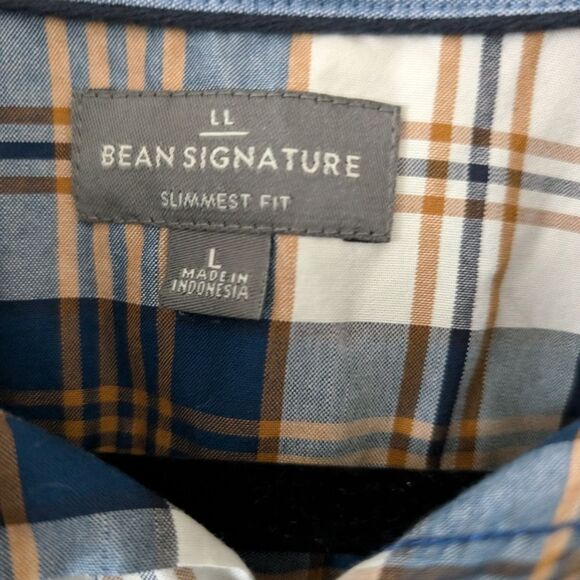 LL
BEAN SIGNATURE
SLIMMEST FIT
L
MADE IN
INDONESIA